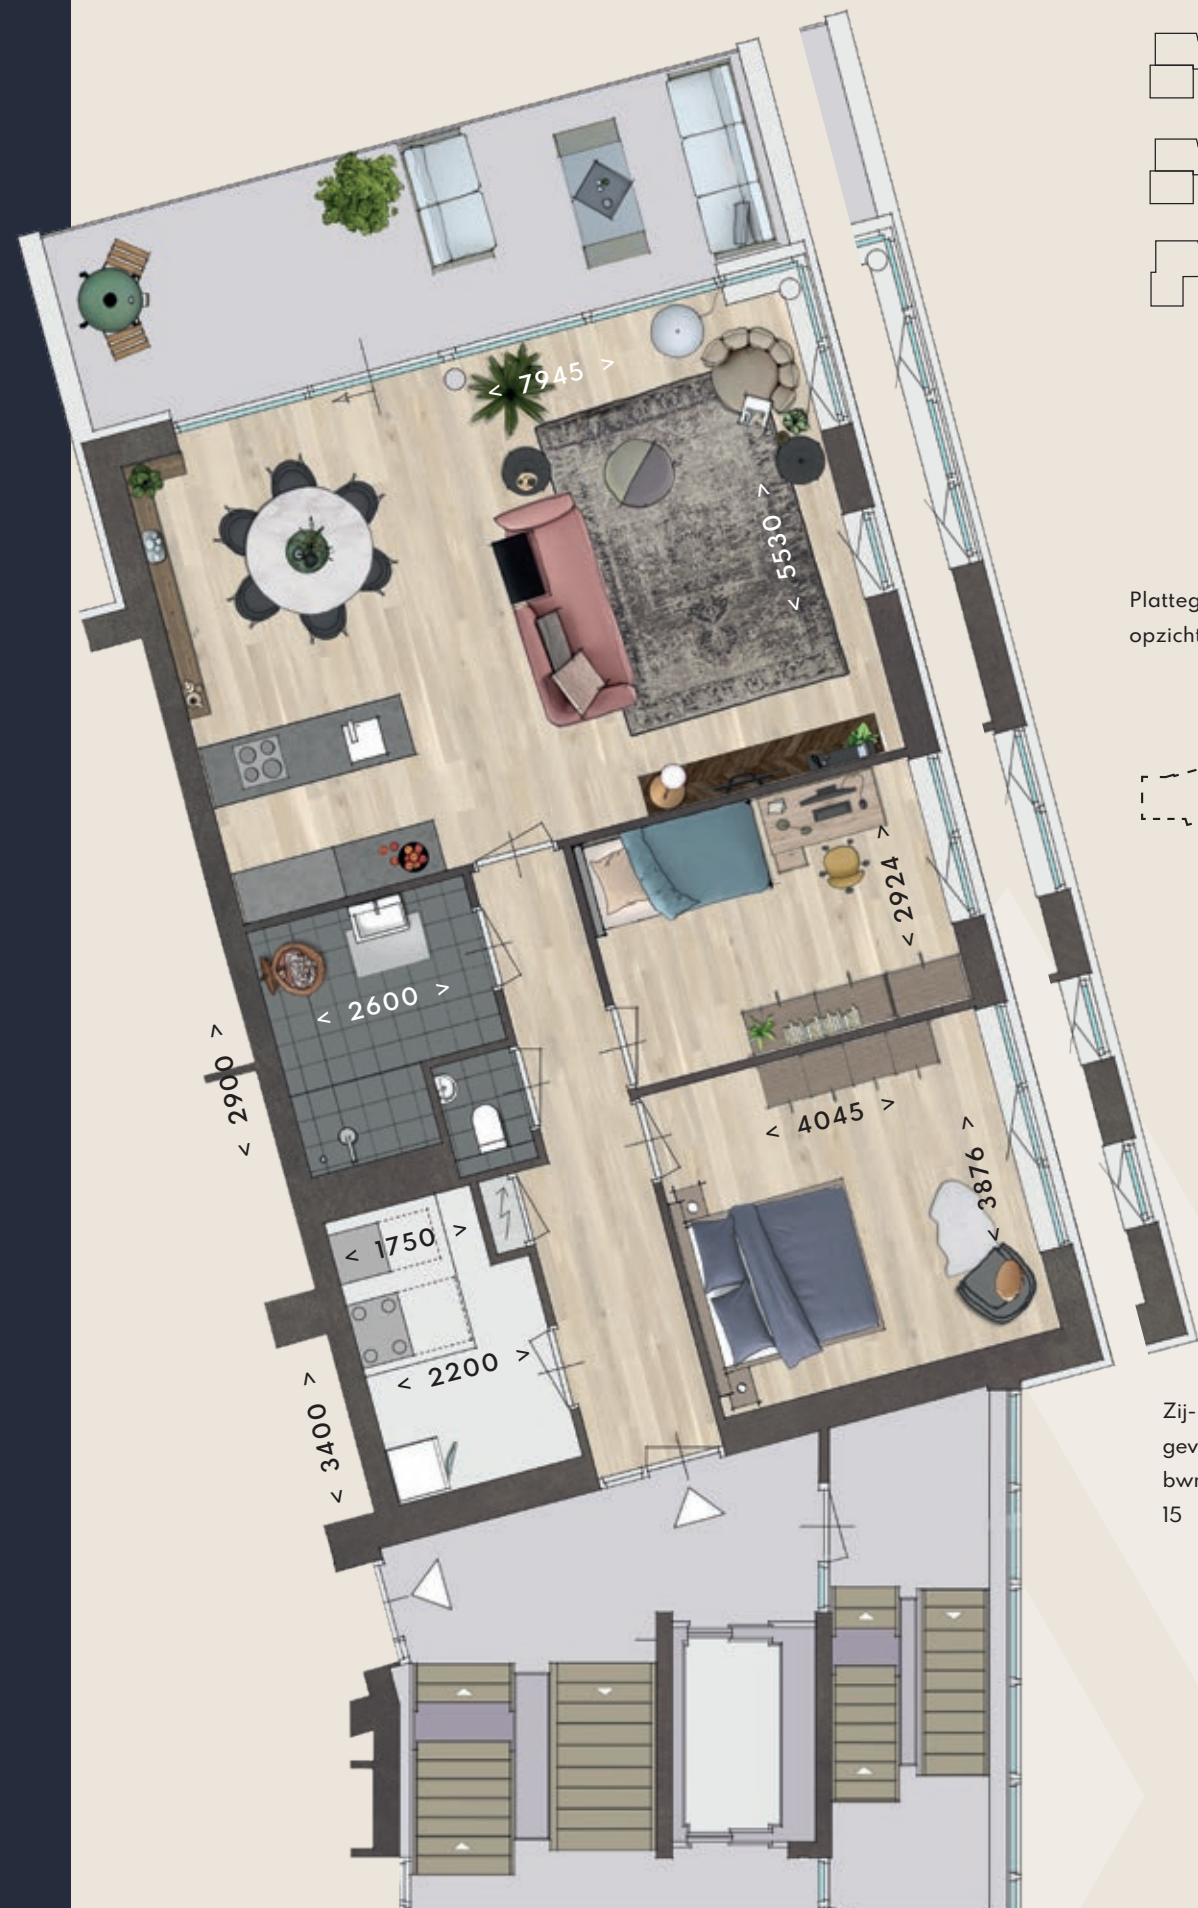 < 7945 >
< 5530 >
Platteg
opzicht
< 2924 >
< 2600 >
< 2900 >
< 4045 >
< 3876 >
< 1750 >
< 2200 >
< 3400 >
Zij-
gev
bwr
15